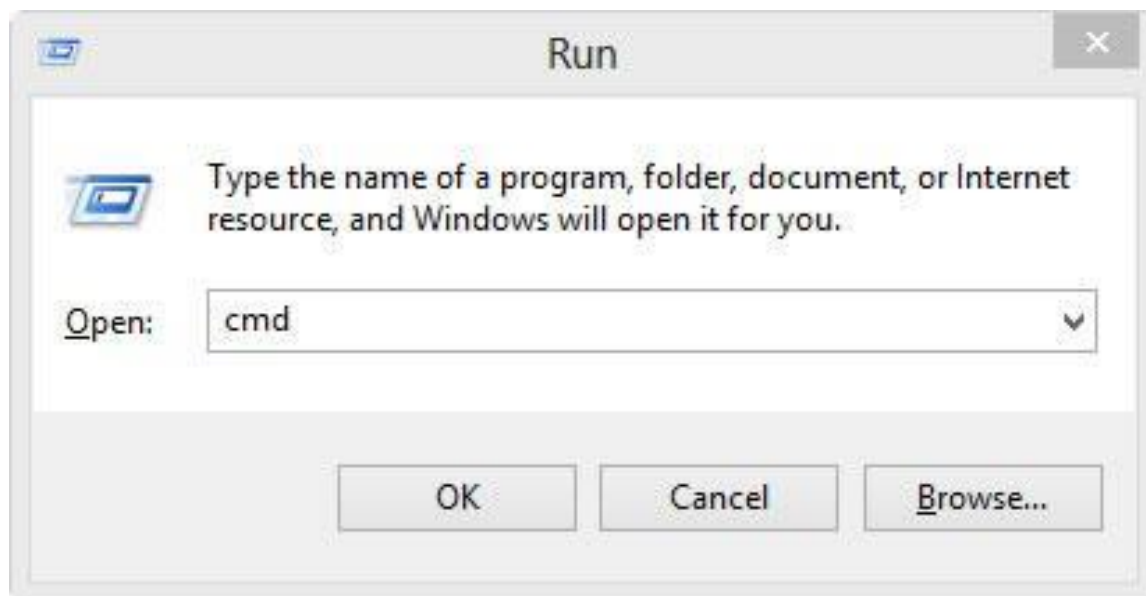 Run
Type the name of a program, folder, document, or Internet
resource, and Windows will open it for you.
Open: cmd
OK Cancel Browse...